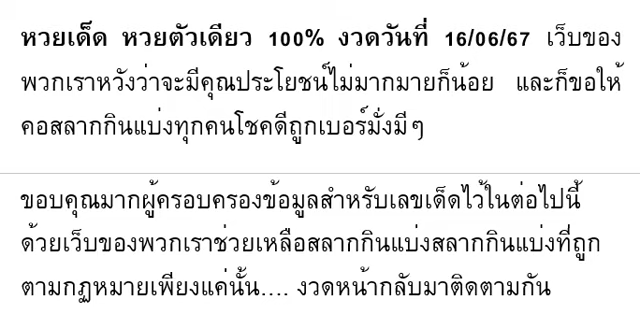 หวยเด็ด หวยตัวเดียว 100% งวดวันที่ 16/06/67 เว็บของ
พวกเราหวังว่าจะมีคุณประโยชน์ไม่มากมายก็น้อย และก็ขอให้
คอสลากกินแบ่งทุกคนโชคดีถูกเบอร์มั่งมีๆ
ขอบคุณมากผู้ครอบครองข้อมูลสำหรับเลขเด็ดไว้ในต่อไปนี้
ด้วยเว็บของพวกเราช่วยเหลือสลากกินแบ่งสลากกินแบ่งที่ถูก
ตามกฏหมายเพียงแค่นั้น.... งวดหน้ากลับมาติดตามกัน